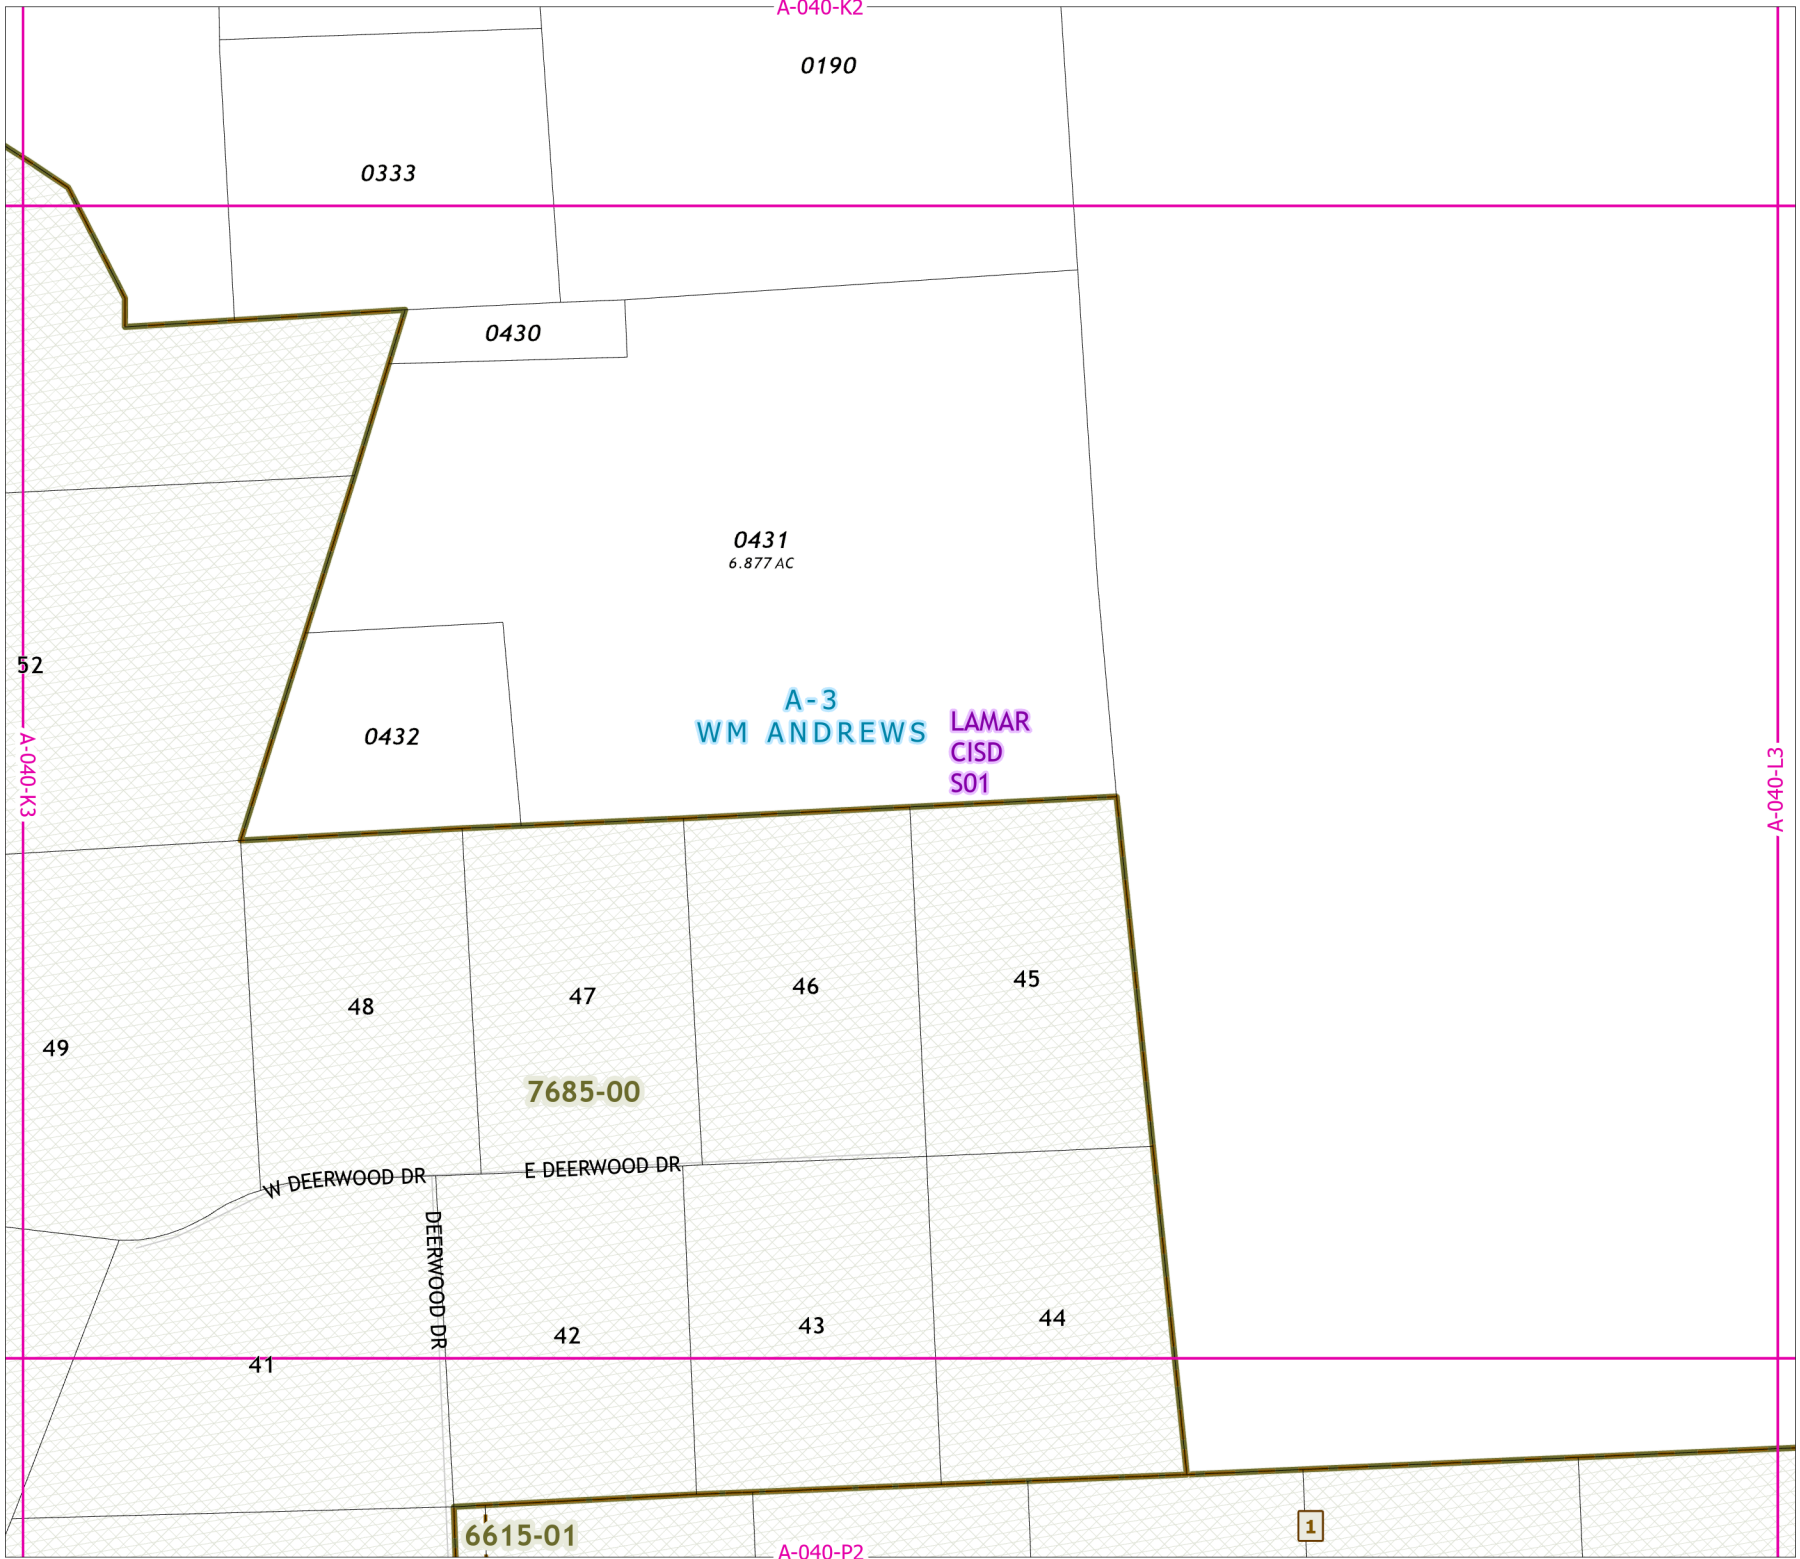 A-040-K2
0190
0333
0430
0431
6.877 AC
52
A-040-K3
0432
A-3
WM ANDREWS
LAMAR
CISD
S01
A-040-L3
45
46
47
48
49
7685-00
W DEERWOOD DR
E DEERWOOD DR
DEERWOOD DR
44
43
42
41
6615-01
1
A-040-P2